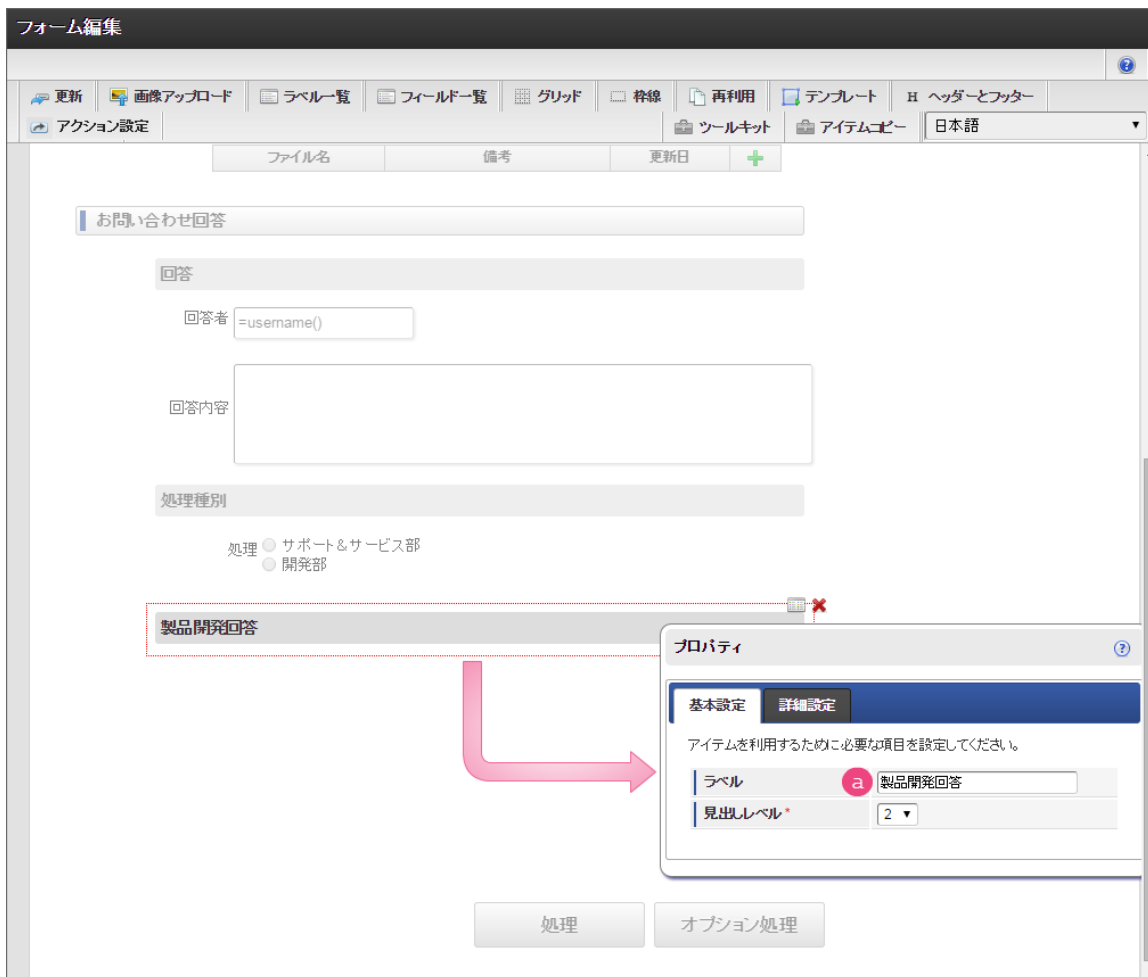 フォーム編集
更新 画像アップロード ラベル一覧 フィールド一覧 グリッド 枠線 再利用 テンプレート H ヘッダーとフッター
アクション設定 ツールキット アイテムコピー 日本語
ファイル名 備考 更新日
お問い合わせ回答
回答
回答者 =username()
回答内容
処理種別
処理 サポート&サービス部
開発部
製品開発回答
プロパティ
基本設定 詳細設定
アイテムを利用するために必要な項目を設定してください。
ラベル a 製品開発回答
見出しレベル* 2
処理 オプション処理